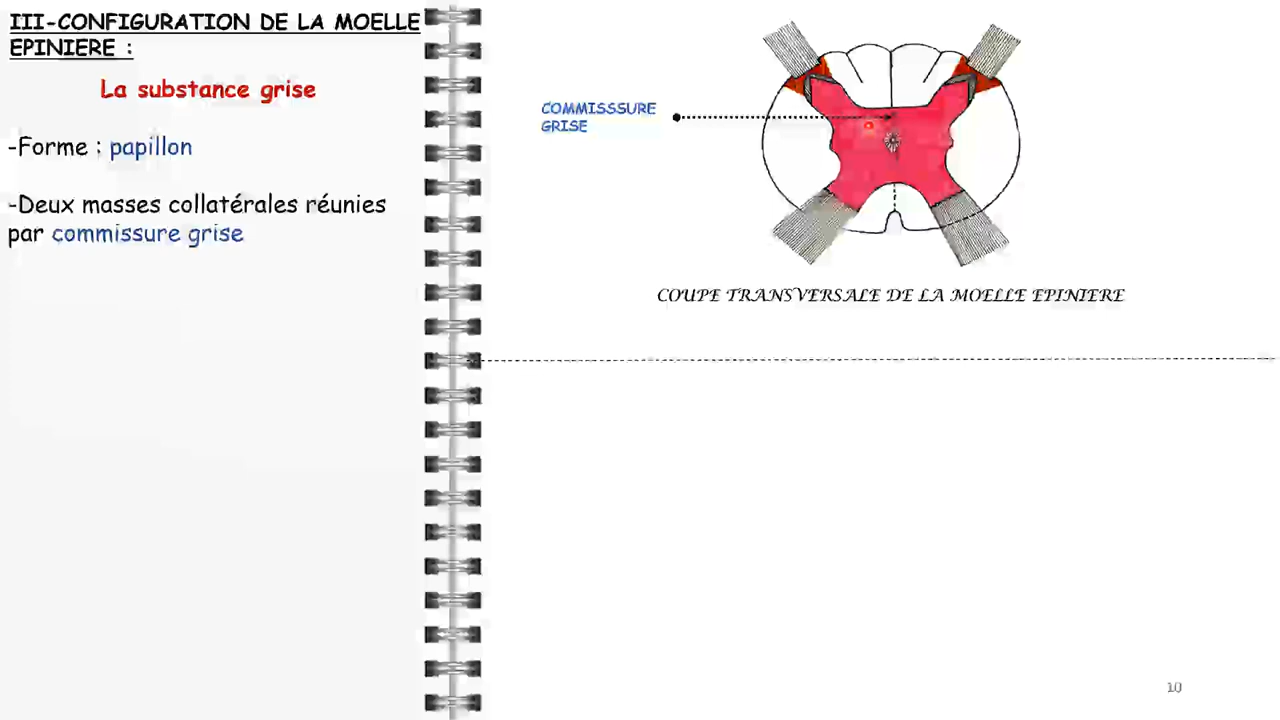 III-CONFIGURATION DE LA MOELLE
EPINIERE :
La substance grise
-Forme : papillon
-Deux masses collatérales réunies
par commissure grise
COMMISSSURE
GRISE
COUPE TRANSVERSALE DE LA MOELLE EPINIERE
10